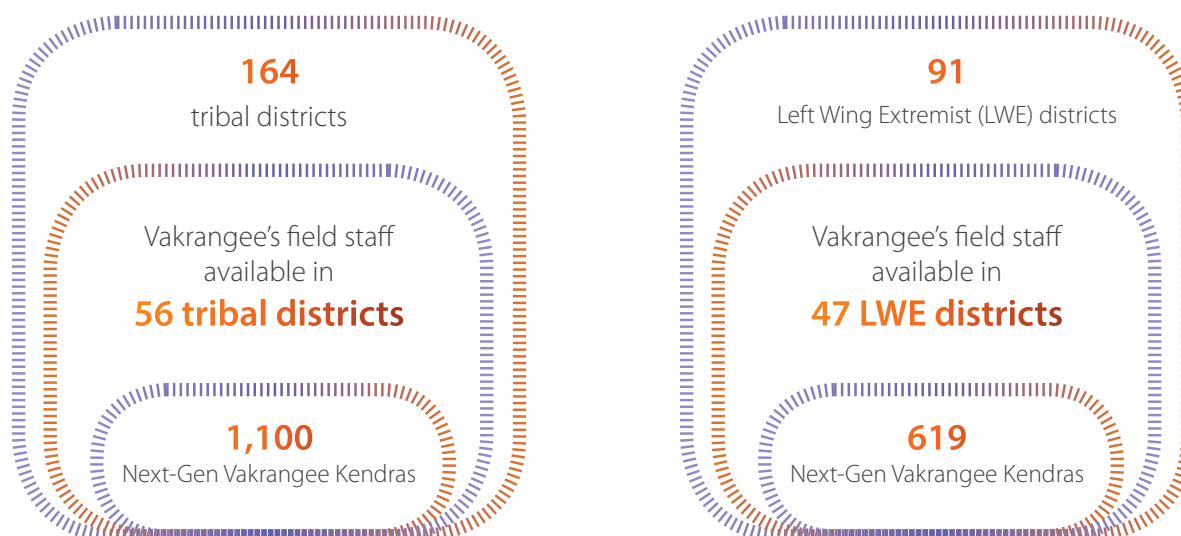 164
tribal districts
Vakrangee’s field staff
available in
56 tribal districts
1,100
Next-Gen Vakrangee Kendras
91
Left Wing Extremist (LWE) districts
Vakrangee’s field staff
available in
47 LWE districts
619
Next-Gen Vakrangee Kendras